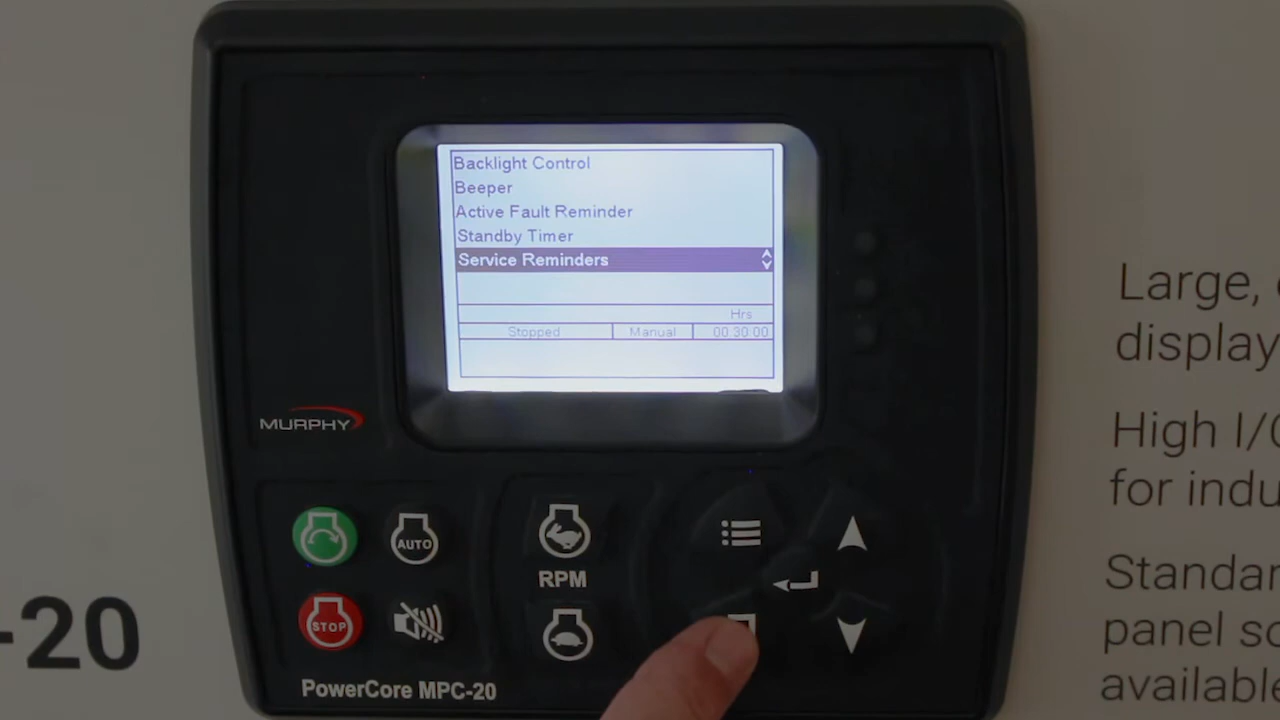 Backlight Control
Beeper
Active Fault Reminder
Standby Timer
Service Reminders
Hrs
Stopped Manual 00:30:00
MURPHY
AUTO
RPM
STOP
PowerCore MPC-20
-20
Large,
display
High I/O
for indu
Standar
panel so
available